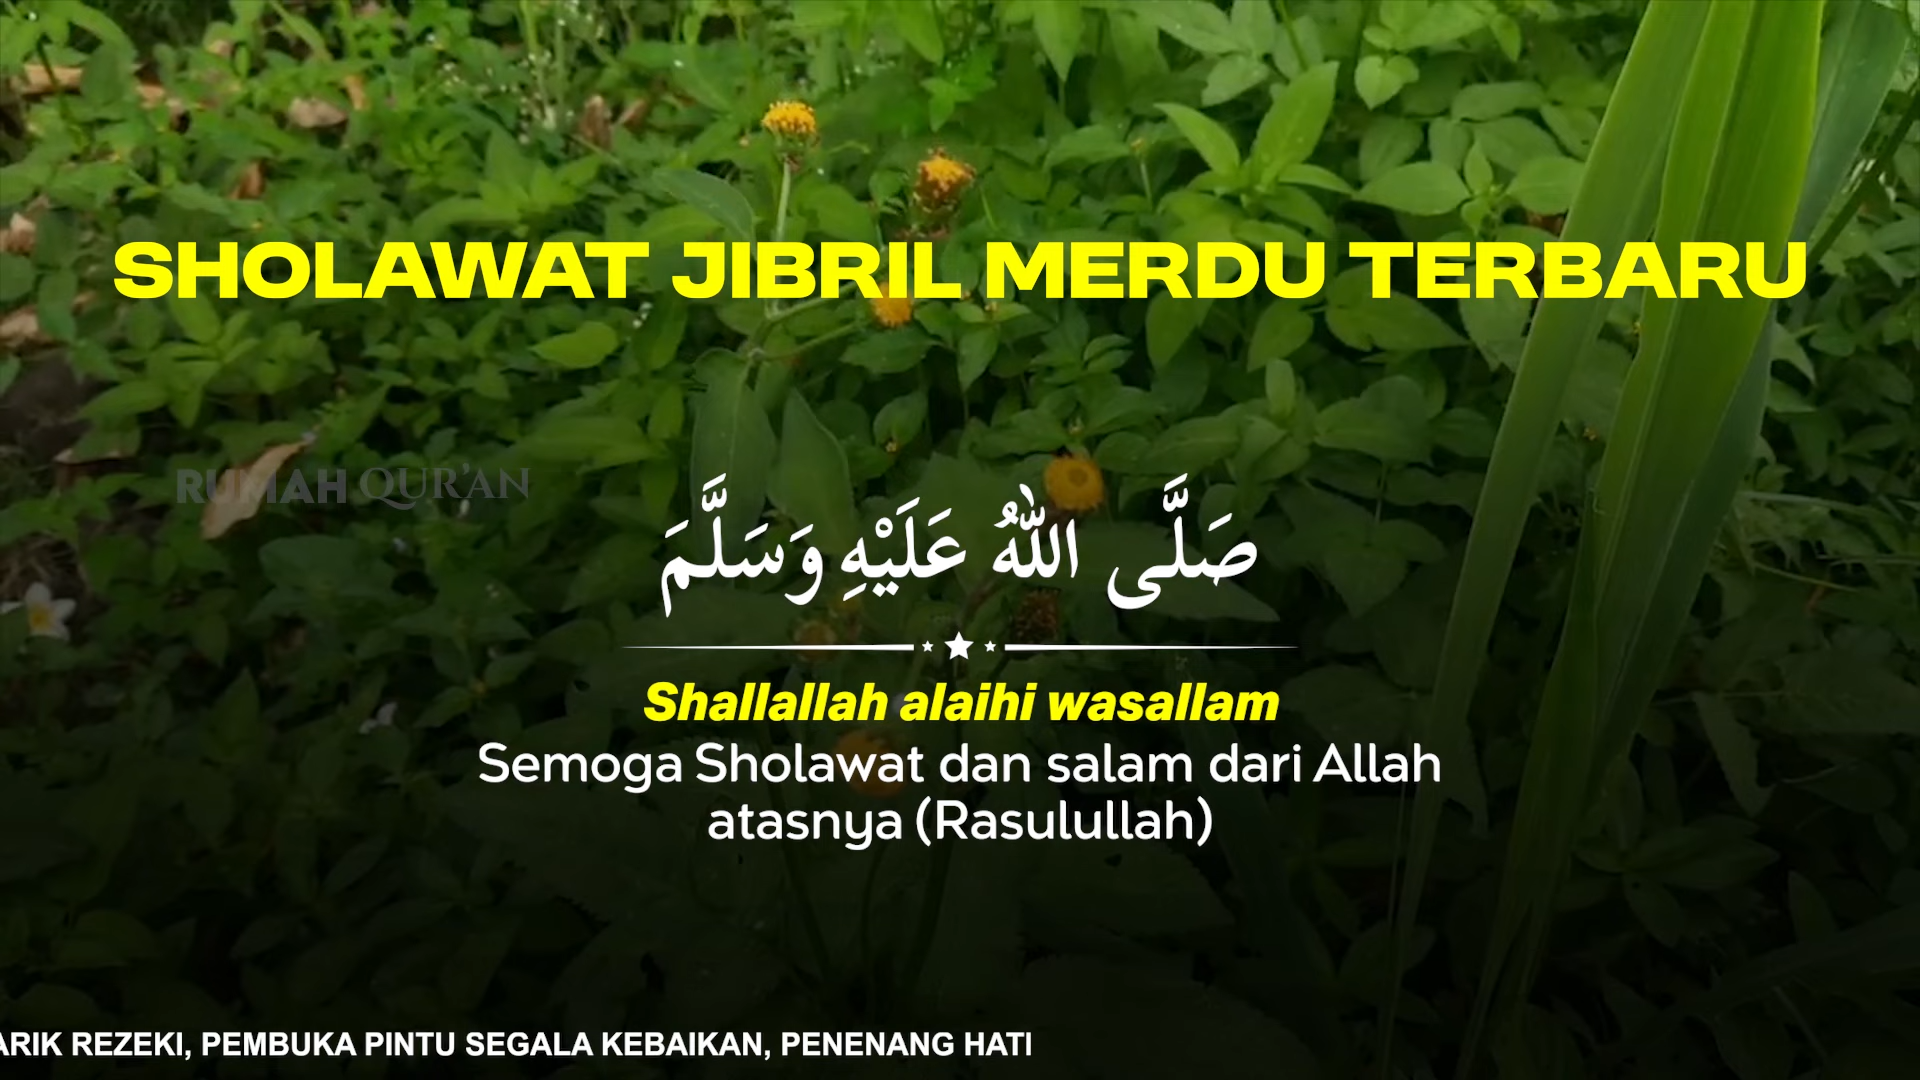 SHOLAWAT JIBRIL MERDU TERBARU
RUMAH QUR'AN
صَلَّى اللهُ عَلَيْهِ وَسَلَّمَ
Shallallah alaihi wasallam
Semoga Sholawat dan salam dari Allah
atasnya (Rasulullah)
ARIK REZEKI, PEMBUKA PINTU SEGALA KEBAIKAN, PENENANG HATI